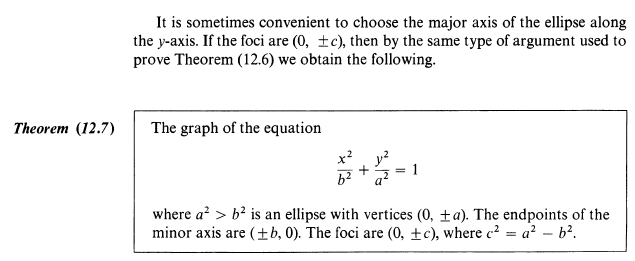 It is sometimes convenient to choose the major axis of the ellipse along
the y-axis. If the foci are (0, ±c), then by the same type of argument used to
prove Theorem (12.6) we obtain the following.
Theorem (12.7)
The graph of the equation
x²/b² + y²/a² = 1
where a² > b² is an ellipse with vertices (0, ±a). The endpoints of the
minor axis are (±b, 0). The foci are (0, ±c), where c² = a² − b².